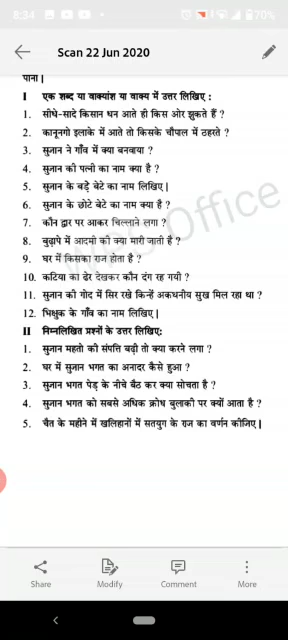 8:34
70%
Scan 22 Jun 2020
पाना |
I एक शब्द या वाक्यांश या वाक्य में उत्तर लिखिए :
1. सीधे-सादे किसान धन आते ही किस ओर झुकते हैं ?
2. कानूनगो इलाके में आते तो किसके चौपाल में ठहरते ?
3. सुजान ने गाँव में क्या बनवाया ?
4. सुजान की पत्नी का नाम क्या है ?
5. सुजान के बड़े बेटे का नाम लिखिए |
6. सुजान के छोटे बेटे का नाम क्या है ?
7. कौन द्वार पर आकर चिल्लाने लगा ?
8. बुढ़ापे में आदमी की क्या मारी जाती है ?
9. घर में किसका राज होता है ?
10. कटिया का ढेर देखकर कौन दंग रह गयी ?
11. सुजान की गोद में सिर रखे किन्हें अकथनीय सुख मिल रहा था ?
12. भिक्षुक के गाँव का नाम लिखिए |
II निम्नलिखित प्रश्नों के उत्तर लिखिए:
1. सुजान महतो की संपत्ति बढ़ी तो क्या करने लगा ?
2. घर में सुजान भगत का अनादर कैसे हुआ ?
3. सुजान भगत पेड़ के नीचे बैठ कर क्या सोचता है ?
4. सुजान भगत को सबसे अधिक क्रोध बुलाकी पर क्यों आता है ?
5. चैत के महीने में खलिहानों में सतयुग के राज का वर्णन कीजिए |
Office
Share Modify Comment More